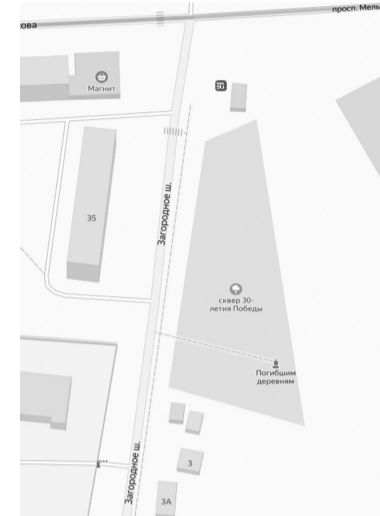 просп. Мель
ова
Магнит
35
Загородное ш.
сквер 30-
летия Победы
Погибшим
деревням
3
Загородное ш.
3А